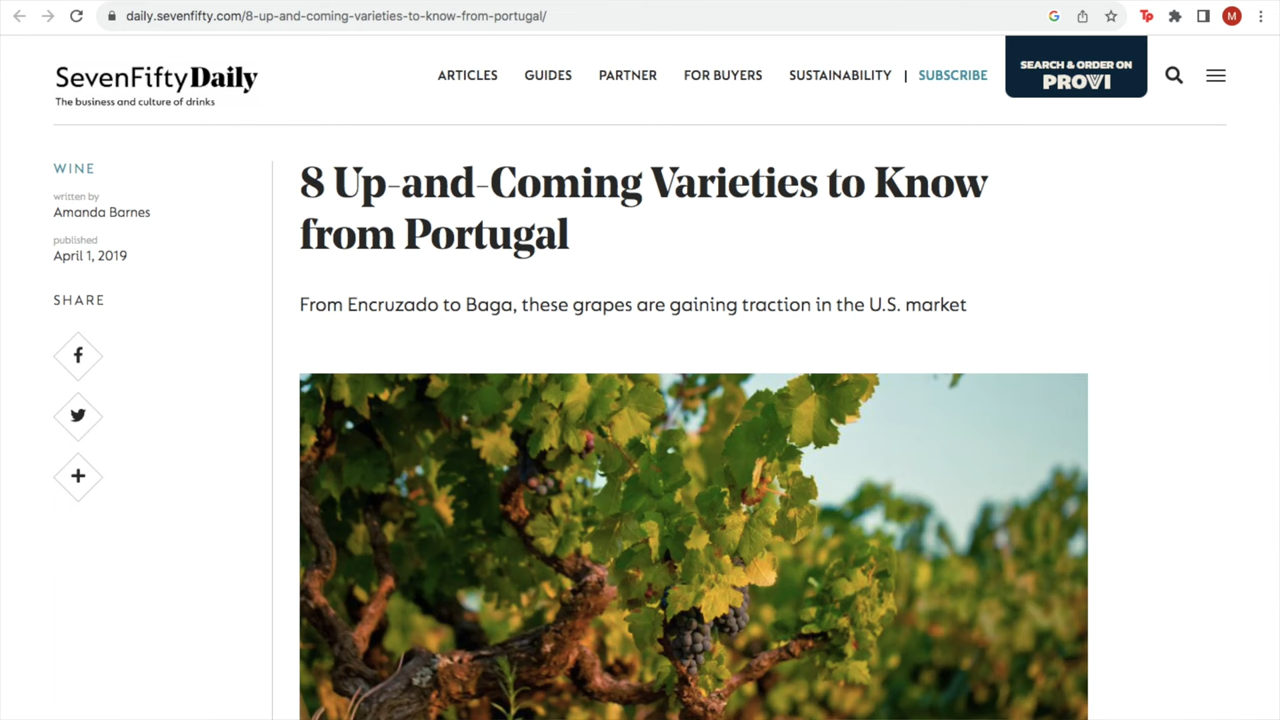 daily.sevenfifty.com/8-up-and-coming-varieties-to-know-from-portugal/
M
SevenFifty Daily
The business and culture of drinks
ARTICLES GUIDES PARTNER FOR BUYERS SUSTAINABILITY | SUBSCRIBE
SEARCH & ORDER ON
PROVI
WINE
written by
Amanda Barnes
published
April 1, 2019
SHARE
8 Up-and-Coming Varieties to Know
from Portugal
From Encruzado to Baga, these grapes are gaining traction in the U.S. market